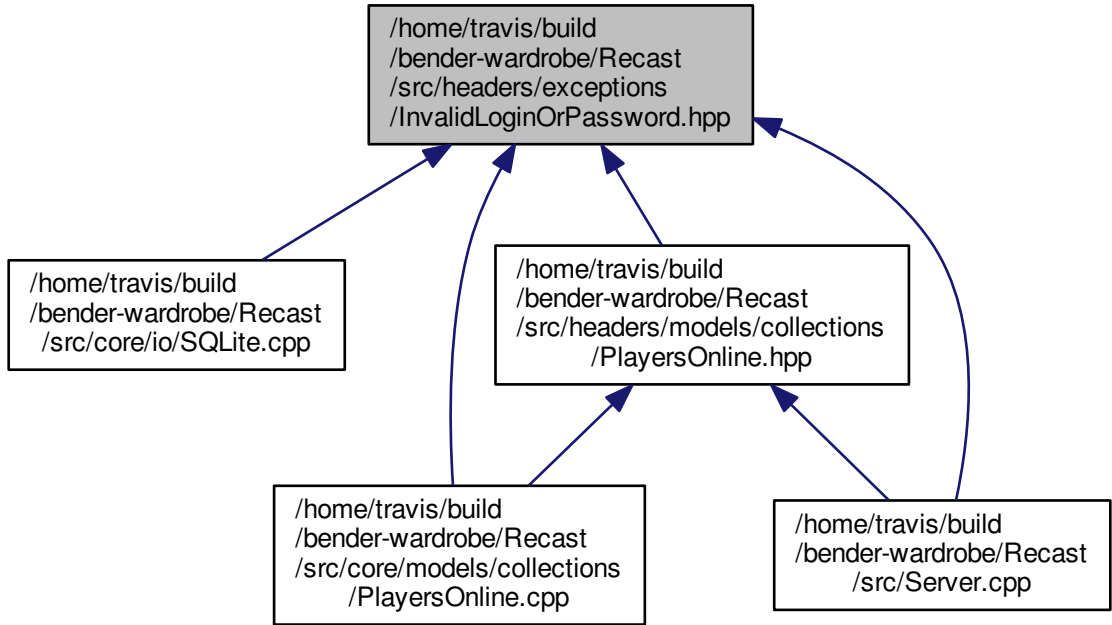 /home/travis/build
/bender-wardrobe/Recast
/src/headers/exceptions
/InvalidLoginOrPassword.hpp
/home/travis/build
/bender-wardrobe/Recast
/src/core/io/SQLite.cpp
/home/travis/build
/bender-wardrobe/Recast
/src/headers/models/collections
/PlayersOnline.hpp
/home/travis/build
/bender-wardrobe/Recast
/src/core/models/collections
/PlayersOnline.cpp
/home/travis/build
/bender-wardrobe/Recast
/src/Server.cpp